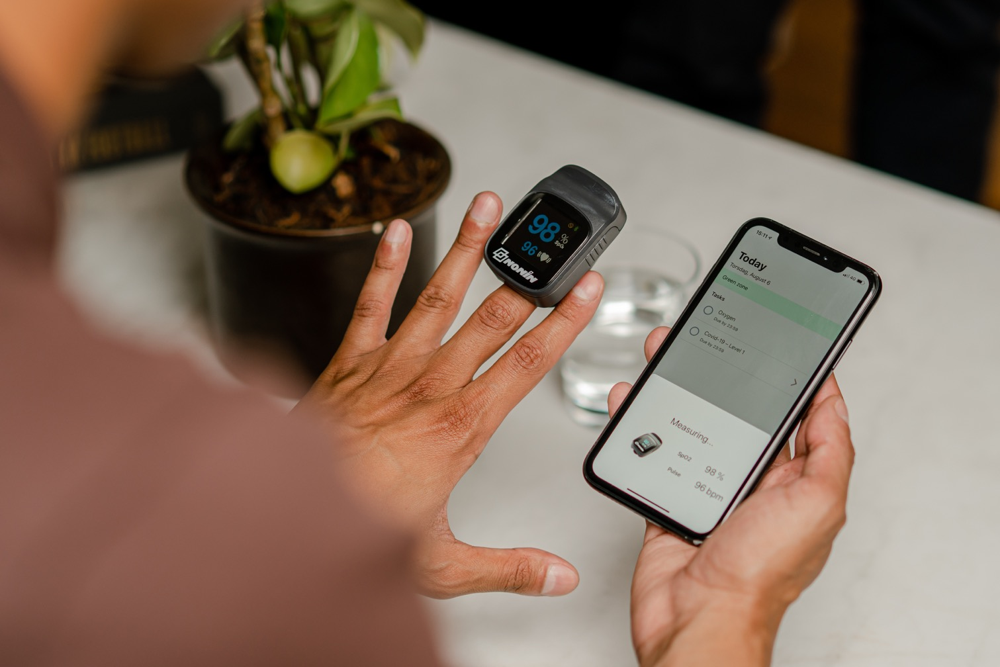 98 %
SpO₂
96
NONIN
15:11
4G
Today
Torsdag, August 6
Green zone
Tasks
Oxygen
Due by 23:59
Covid-19 – Level 1
Due by 23:59
Measuring...
SpO2 98 %
Pulse 96 bpm